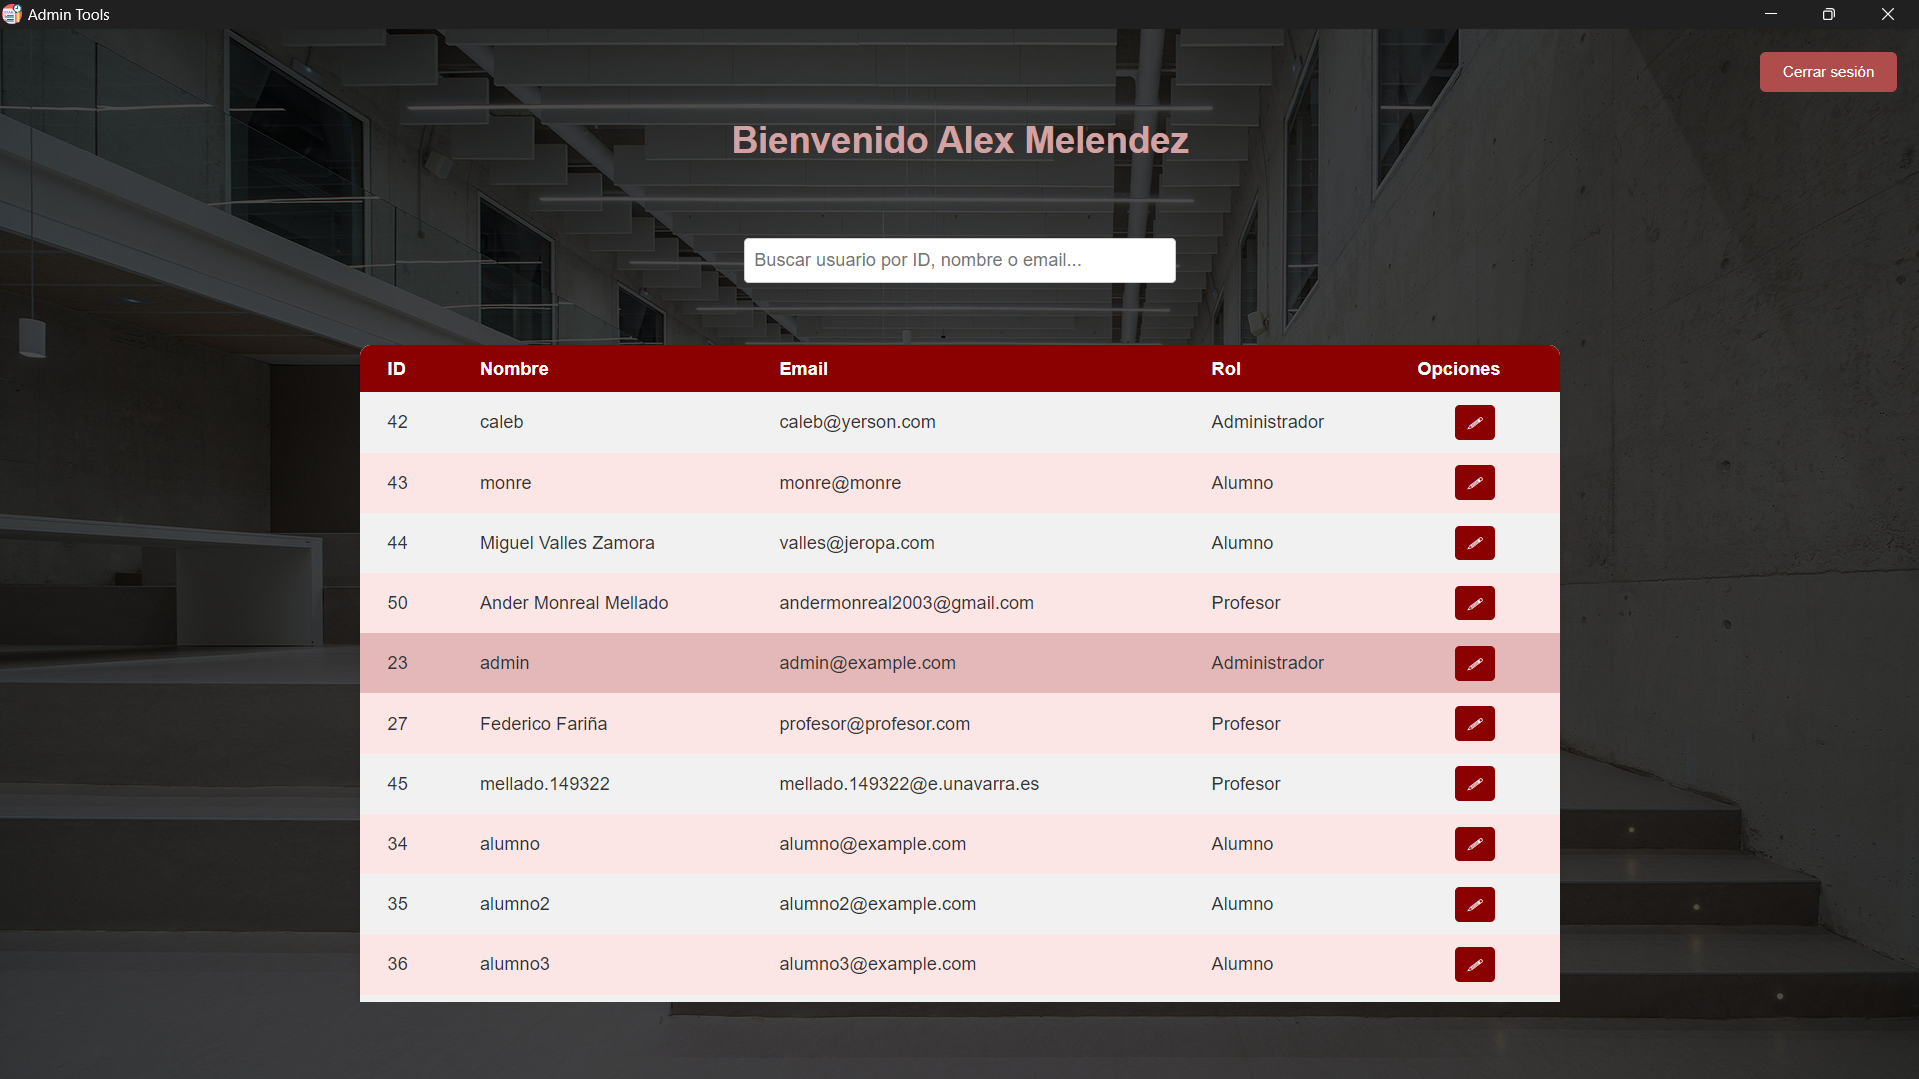 Admin Tools
Cerrar sesión
Bienvenido Alex Melendez
Buscar usuario por ID, nombre o email...
ID Nombre Email Rol Opciones
42 caleb caleb@yerson.com Administrador
43 monre monre@monre Alumno
44 Miguel Valles Zamora valles@jeropa.com Alumno
50 Ander Monreal Mellado andermonreal2003@gmail.com Profesor
23 admin admin@example.com Administrador
27 Federico Fariña profesor@profesor.com Profesor
45 mellado.149322 mellado.149322@e.unavarra.es Profesor
34 alumno alumno@example.com Alumno
35 alumno2 alumno2@example.com Alumno
36 alumno3 alumno3@example.com Alumno